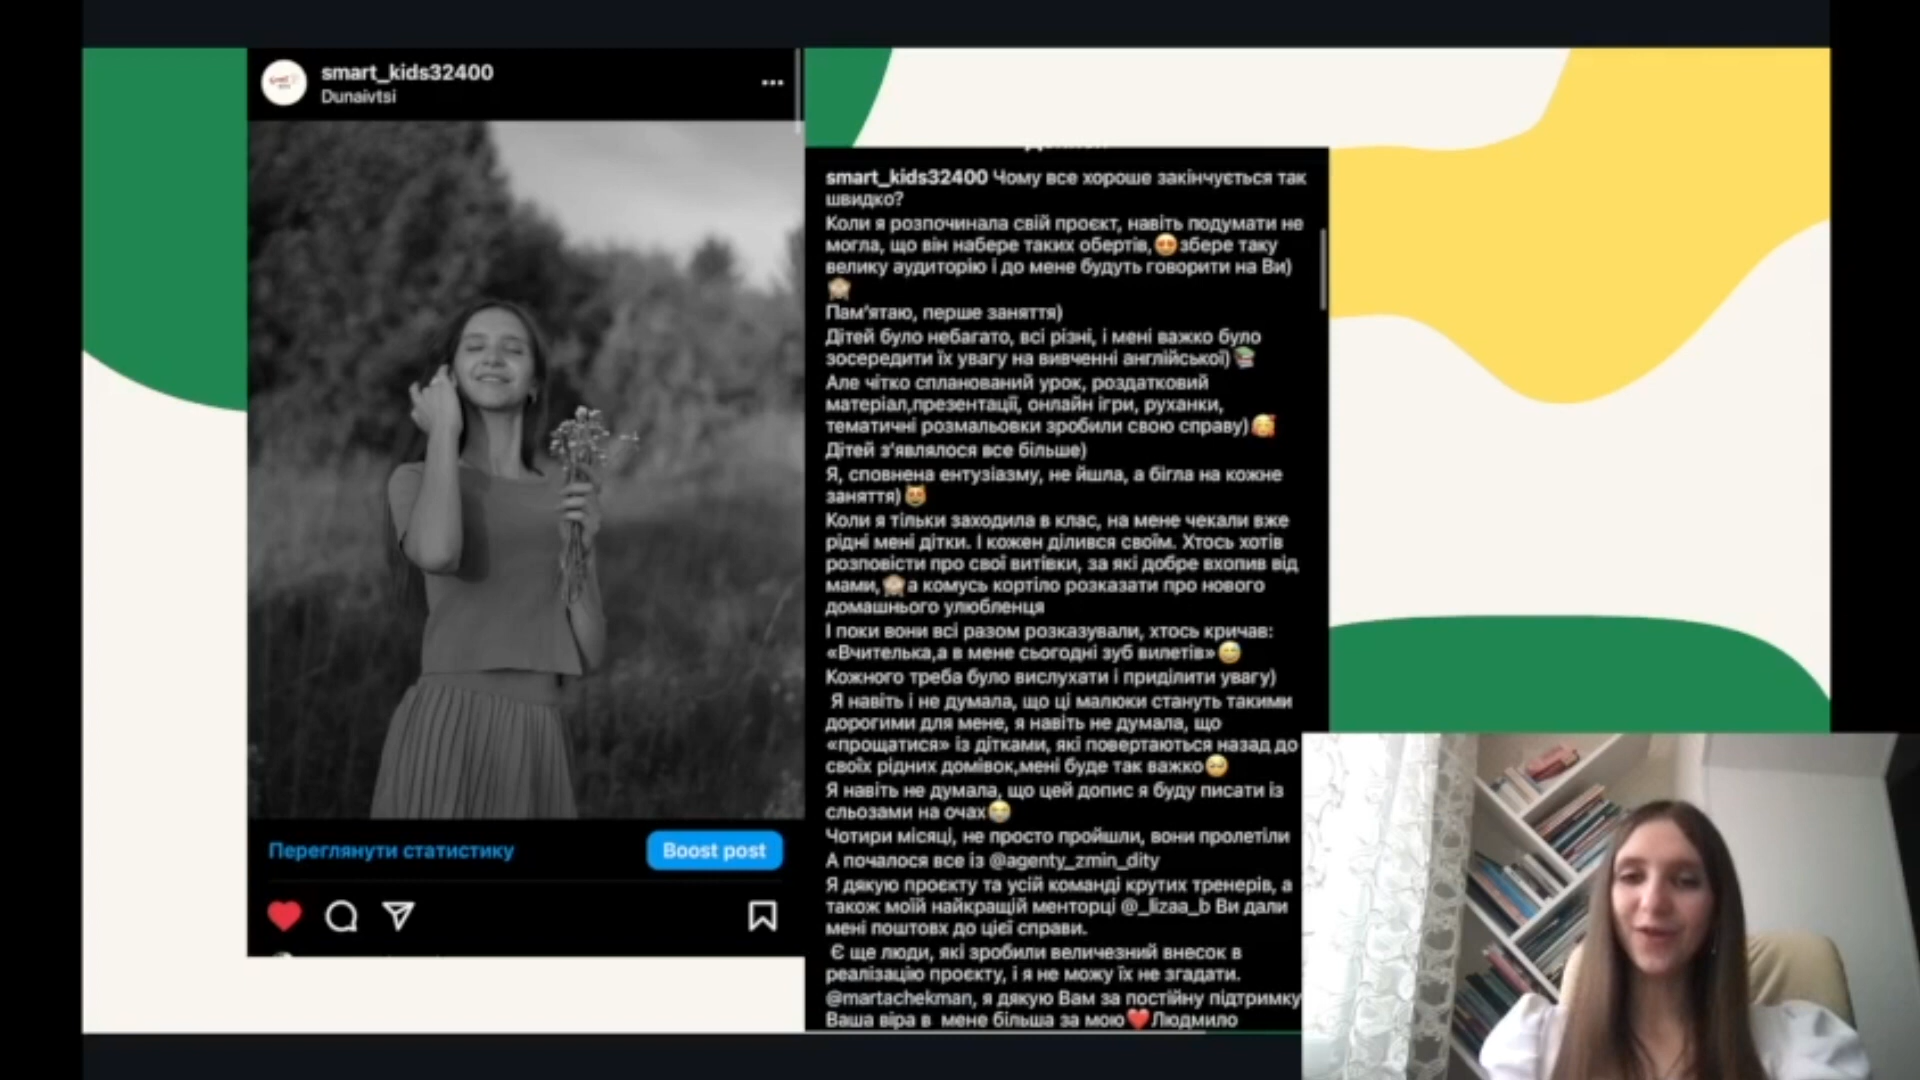 smart_kids32400
Dunaivtsi
Переглянути статистику
Boost post
smart_kids32400 Чому все хороше закінчується так
швидко?
Коли я розпочинала свій проєкт, навіть подумати не
могла, що він набере таких обертів,😍збере таку
велику аудиторію і до мене будуть говорити на Ви)
🙈
Пам'ятаю, перше заняття)
Дітей було небагато, всі різні, і мені важко було
зосередити їх увагу на вивченні англійської)
Але чітко спланований урок, роздатковий
матеріал,презентації, онлайн ігри, руханки,
тематичні розмальовки зробили свою справу)🥰
Дітей з'являлося все більше)
Я, сповнена ентузіазму, не йшла, а бігла на кожне
заняття)😻
Коли я тільки заходила в клас, на мене чекали вже
рідні мені дітки. І кожен ділився своїм. Хтось хотів
розповісти про свої витівки, за які добре вхопив від
мами,🙈а комусь кортіло розказати про нового
домашнього улюбленця
І поки вони всі разом розказували, хтось кричав:
«Вчителька,а в мене сьогодні зуб вилетів»😅
Кожного треба було вислухати і приділити увагу)
Я навіть і не думала, що ці малюки стануть такими
дорогими для мене, я навіть не думала, що
«прощатися» із дітками, які повертаються назад до
своїх рідних домівок,мені буде так важко🥺
Я навіть не думала, що цей допис я буду писати із
сльозами на очах😭
Чотири місяці, не просто пройшли, вони пролетіли
А почалося все із @agenty_zmin_dity
Я дякую проєкту та усій команді крутих тренерів, а
також моїй найкращій менторці @_lizaa_b Ви дали
мені поштовх до цієї справи.
Є ще люди, які зробили величезний внесок в
реалізацію проєкту, і я не можу їх не згадати.
@martachekman, я дякую Вам за постійну підтримку
Ваша віра в мене більша за мою❤️Людмило